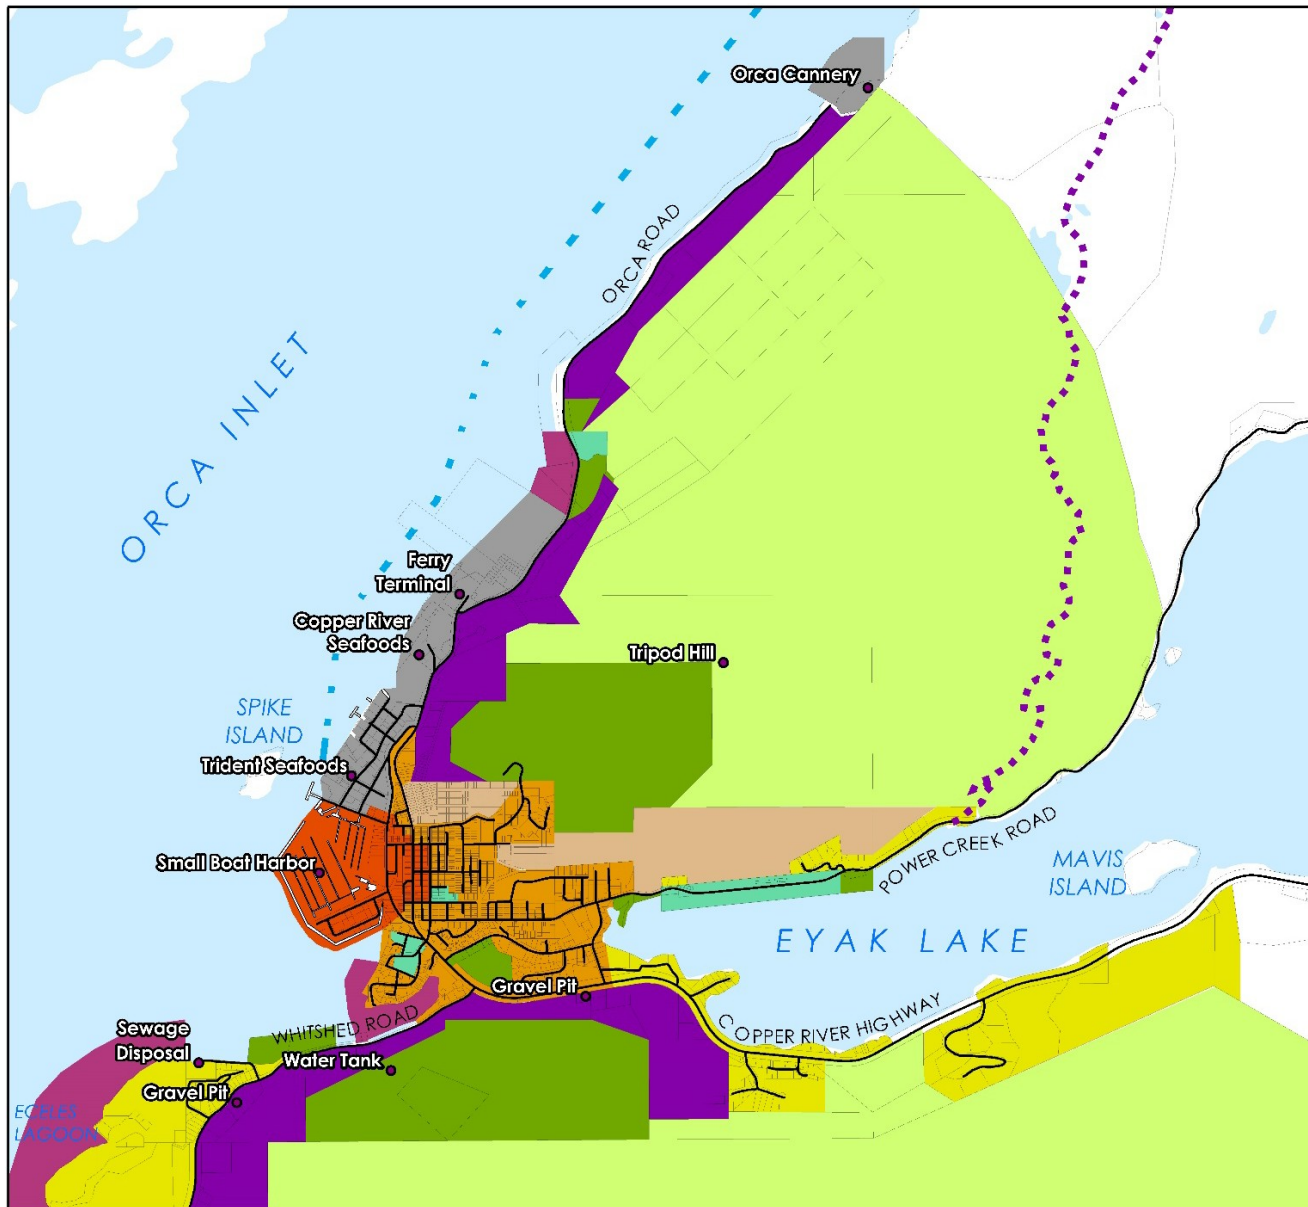 Orca Cannery
ORCA ROAD
ORCA INLET
Ferry
Terminal
Copper River
Seafoods
Tripod Hill
SPIKE
ISLAND
Trident Seafoods
Small Boat Harbor
POWER CREEK ROAD
MAVIS
ISLAND
EYAK LAKE
Gravel Pit
COPPER RIVER HIGHWAY
WHITSHED ROAD
Sewage
Disposal
Water Tank
Gravel Pit
ECELES
LAGOON